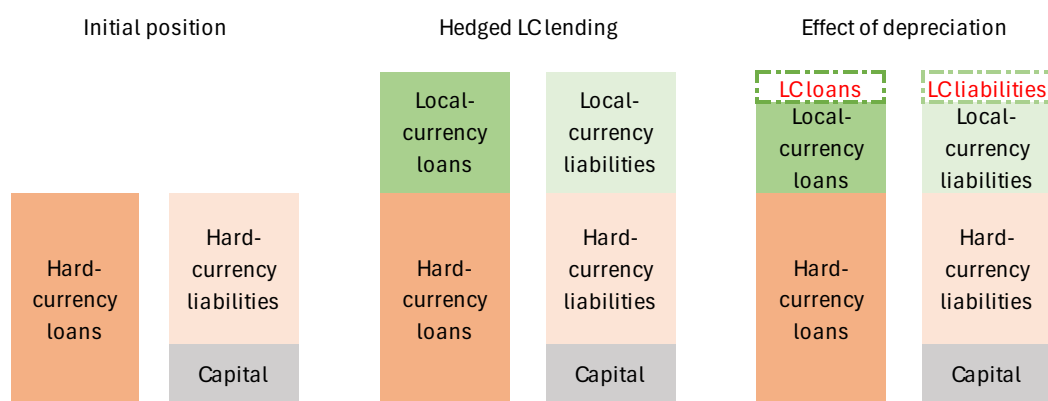 Initial position
Hard-
currency
loans
Hard-
currency
liabilities
Capital
Hedged LC lending
Local-
currency
loans
Hard-
currency
loans
Local-
currency
liabilities
Hard-
currency
liabilities
Capital
Effect of depreciation
LC loans
Local-
currency
loans
Hard-
currency
loans
LC liabilities
Local-
currency
liabilities
Hard-
currency
liabilities
Capital